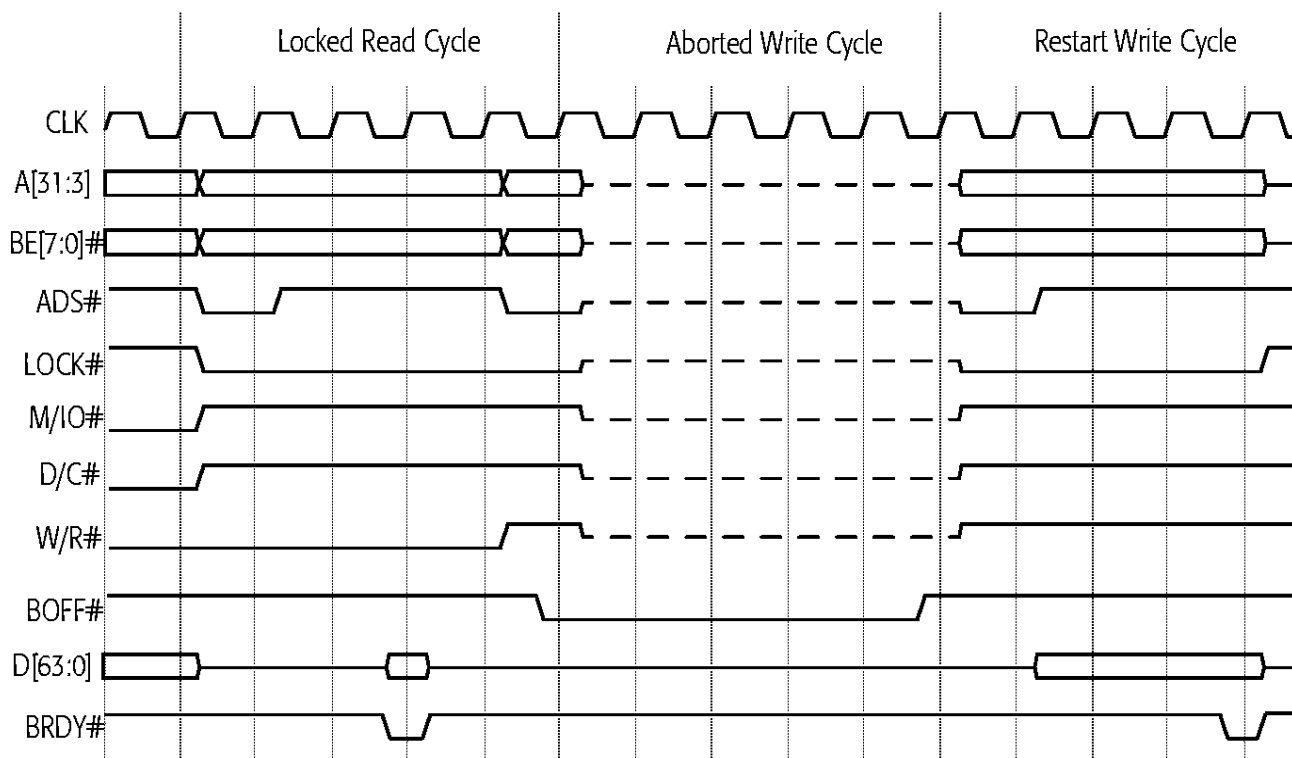 Locked Read Cycle Aborted Write Cycle Restart Write Cycle
CLK
A[31:3]
BE[7:0]#
ADS#
LOCK#
M/IO#
D/C#
W/R#
BOFF#
D[63:0]
BRDY#